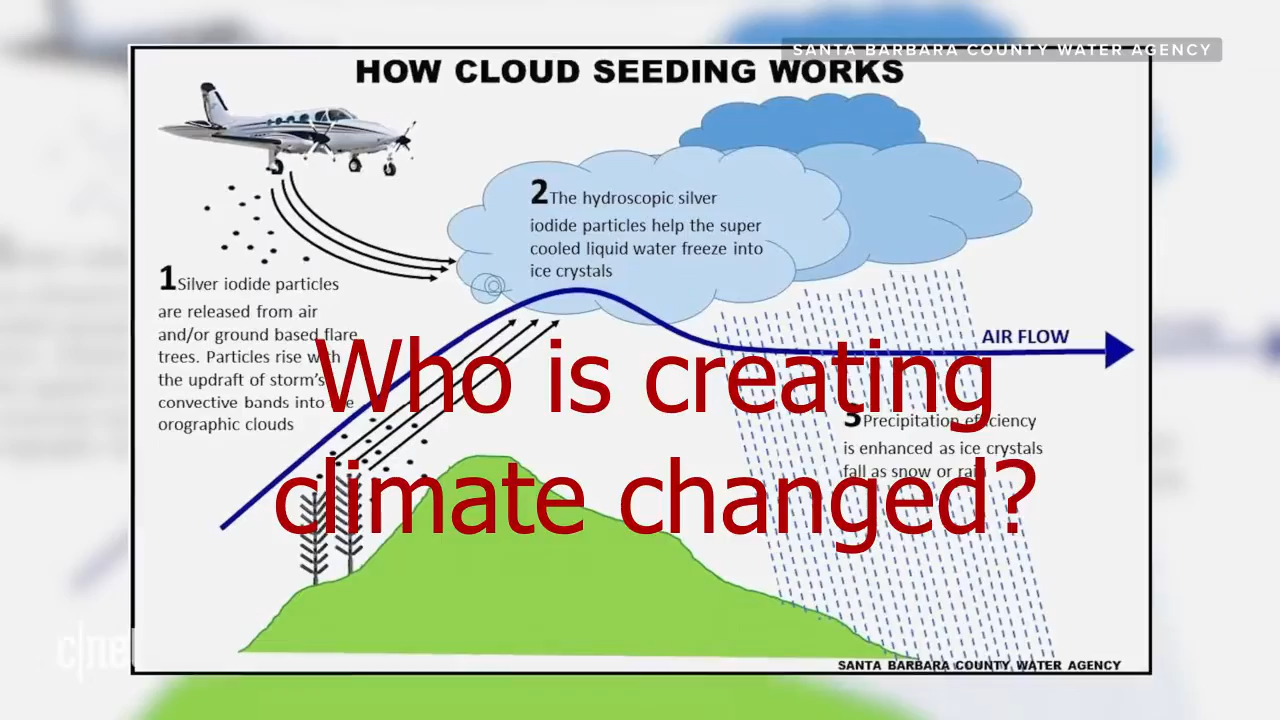 SANTA BARBARA COUNTY WATER AGENCY
HOW CLOUD SEEDING WORKS
2The hydroscopic silver
iodide particles help the super
cooled liquid water freeze into
ice crystals
1Silver iodide particles
are released from air
and/or ground based flare
trees. Particles rise with
the updraft of storm's
convective bands into
orographic clouds
AIR FLOW
Who is creating
climate changed?
3Precipitation efficiency
is enhanced as ice crystals
fall as snow or rain
c|net
SANTA BARBARA COUNTY WATER AGENCY